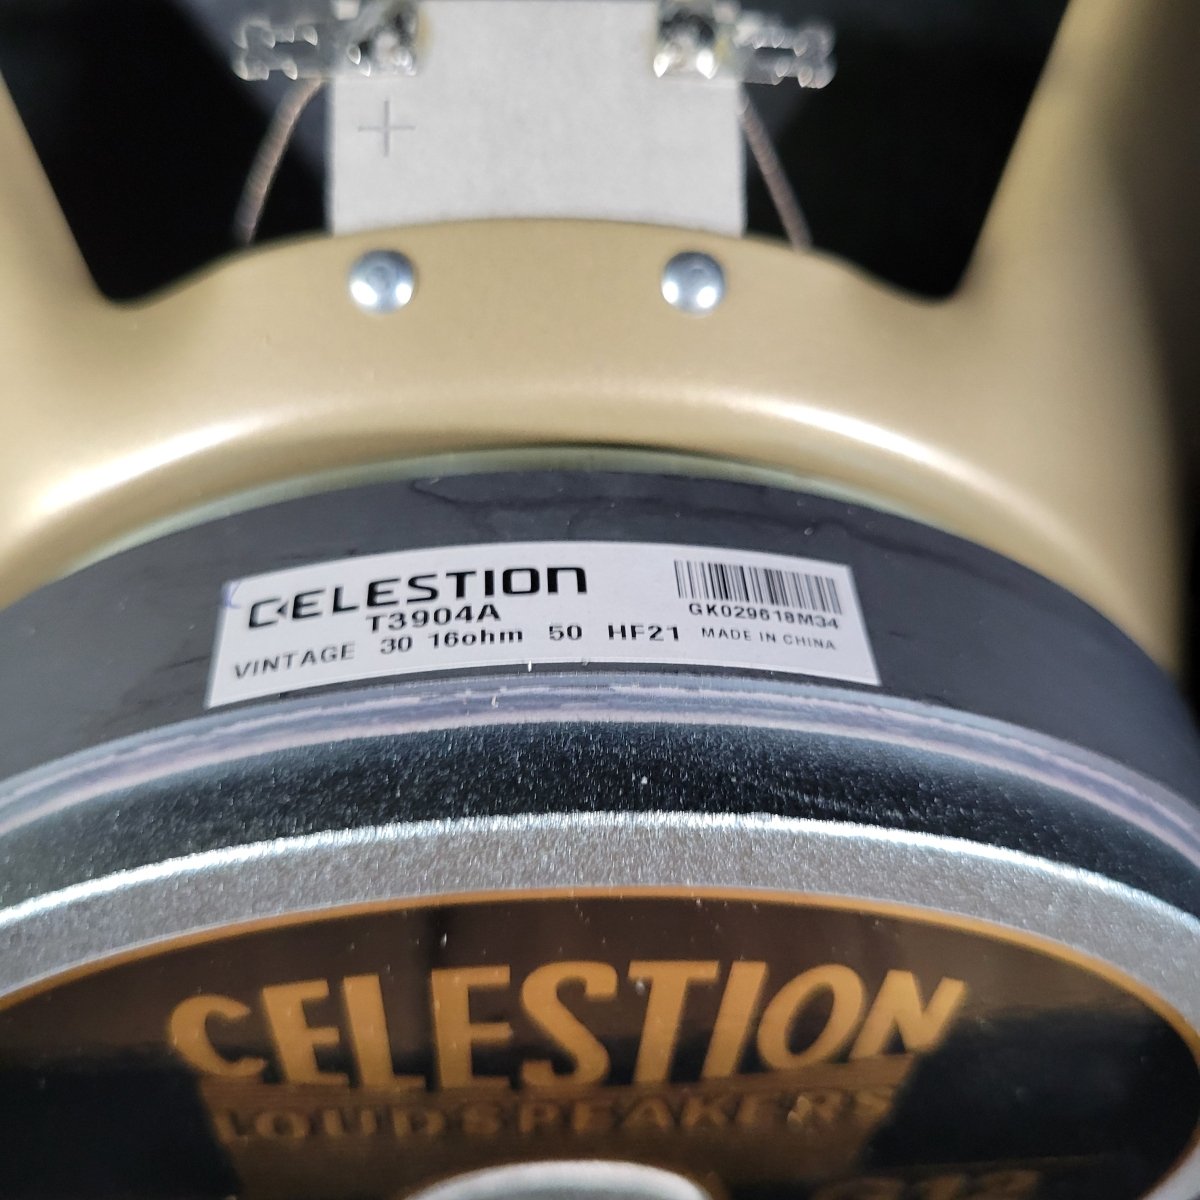 +
CELESTION
T3904A
VINTAGE 30 16ohm 50 HF21
GK029618M34
MADE IN CHINA
CELESTION
LOUDSPEAKERS